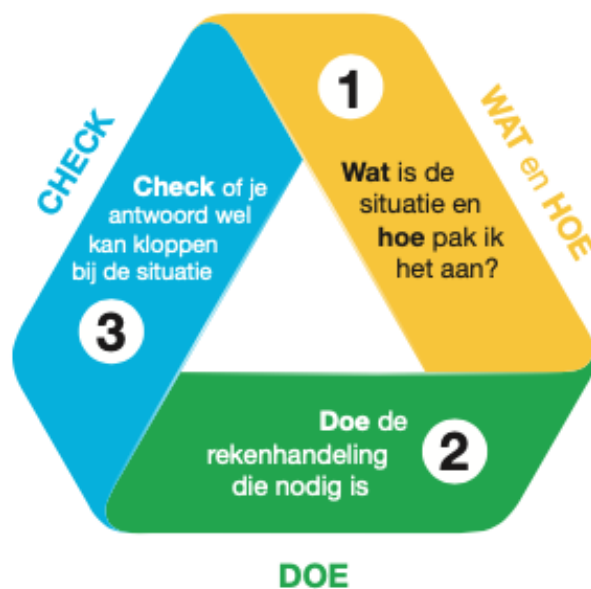 WAT en HOE
1
Wat is de
situatie en
hoe pak ik
het aan?
2
Doe de
rekenhandeling
die nodig is
DOE
CHECK
Check of je
antwoord wel
kan kloppen
bij de situatie
3